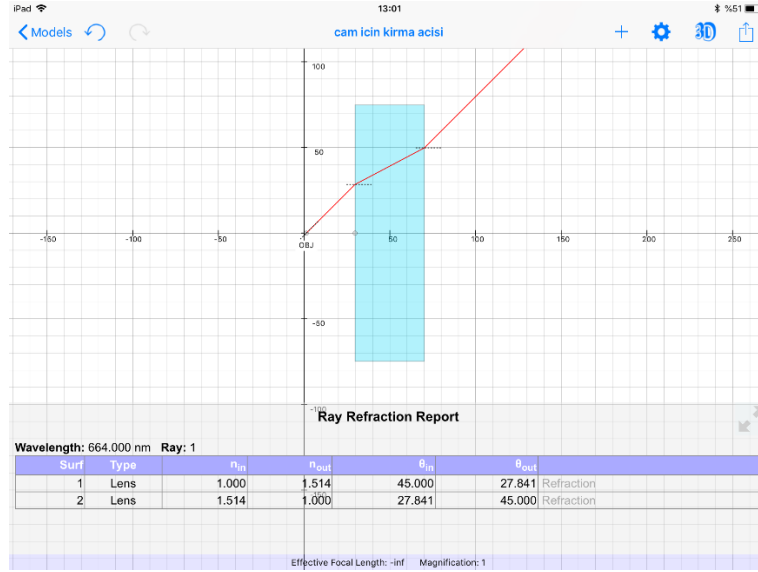 iPad 13:01 %51
Models cam icin kirma acisi 3D
100
50
-150 -100 -50 50 100 150 200 250
OBJ
-50
-100
Ray Refraction Report
Wavelength: 664.000 nm Ray: 1
Surf Type n_in n_out θ_in θ_out
1 Lens 1.000 1.514 45.000 27.841 Refraction
2 Lens 1.514 1.000 27.841 45.000 Refraction
-150
Effective Focal Length: -inf Magnification: 1